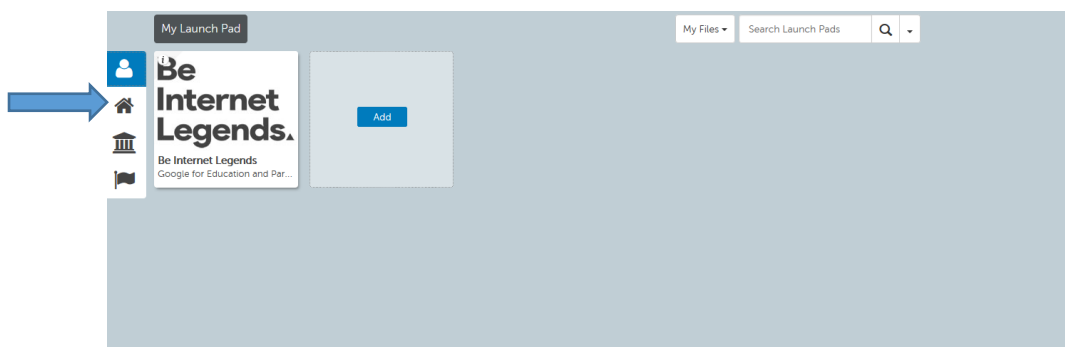 My Launch Pad
My Files
Search Launch Pads
i
Be
Internet
Legends.
Be Internet Legends
Google for Education and Par...
Add